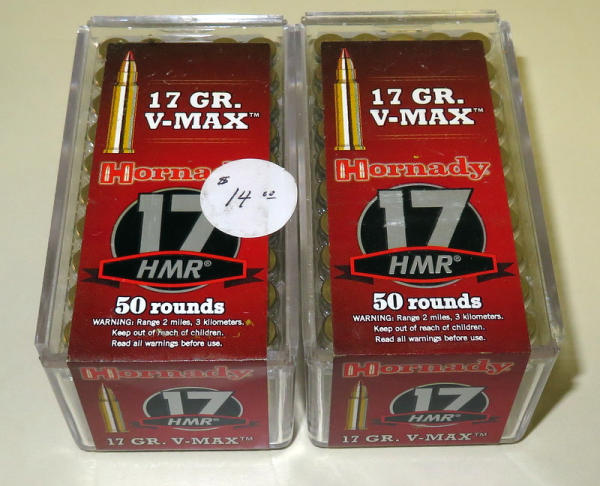 17 GR.
V-MAX™
Hornady
$ 14 00
17
HMR®
50 rounds
WARNING: Range 2 miles, 3 kilometers.
Keep out of reach of children.
Read all warnings before use.
Hornady
17
HMR®
17 GR. V-MAX™
17 GR.
V-MAX™
Hornady
17
HMR®
50 rounds
WARNING: Range 2 miles, 3 kilometers.
Keep out of reach of children.
Read all warnings before use.
Hornady
17
HMR®
17 GR. V-MAX™